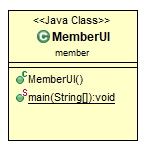 <<Java Class>>
C MemberUI
member
C MemberUI()
S main(String[]):void